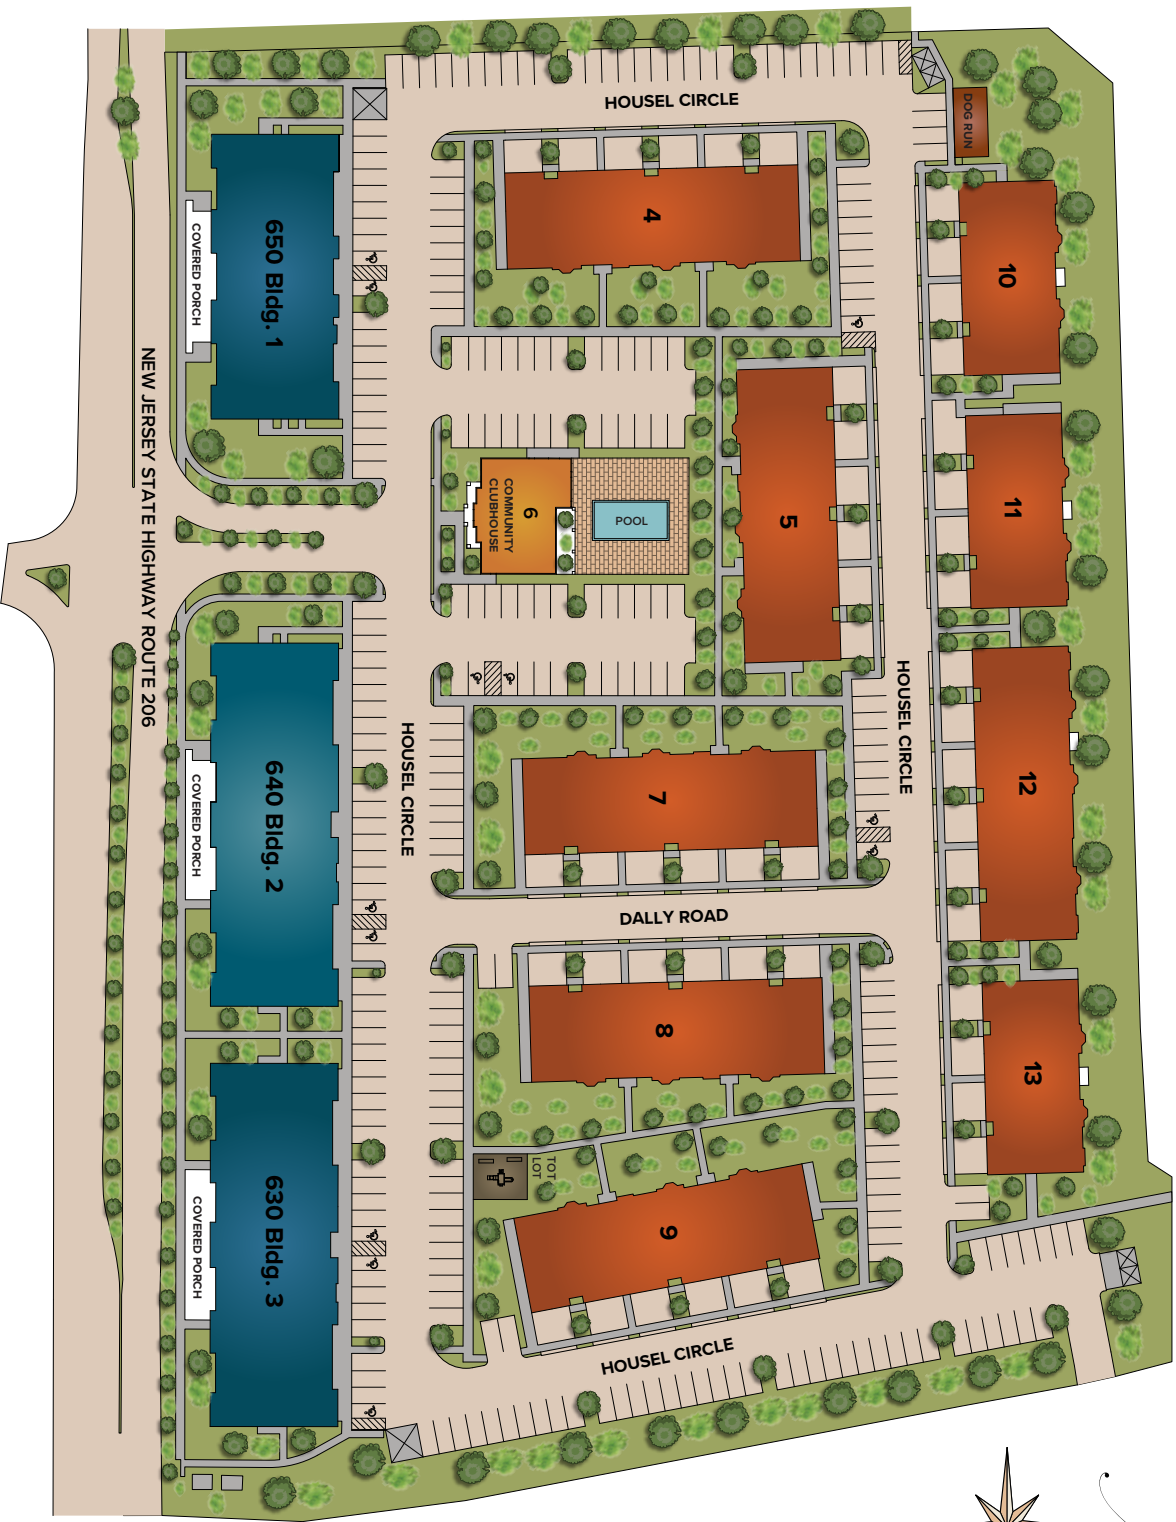 HOUSEL CIRCLE
DOG RUN
4
10
650 Bldg. 1
COVERED PORCH
NEW JERSEY STATE HIGHWAY ROUTE 206
6
COMMUNITY
CLUBHOUSE
POOL
5
11
HOUSEL CIRCLE
HOUSEL CIRCLE
640 Bldg. 2
COVERED PORCH
7
12
DALLY ROAD
8
13
TOT
LOT
630 Bldg. 3
COVERED PORCH
9
HOUSEL CIRCLE